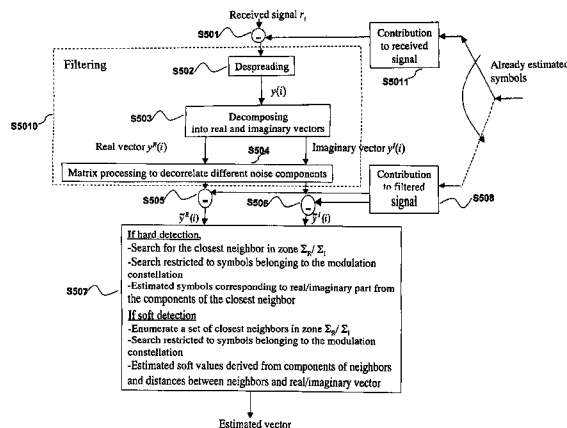 Received signal r_i
S501
Contribution
to received
signal
S5011
Already estimated
symbols
Filtering
S502
Despreading
y(i)
S5010
S503
Decomposing
into real and imaginary vectors
Real vector y^R(i)
S504
Imaginary vector y^I(i)
Matrix processing to decorrelate different noise components
S505
S506
Contribution
to filtered
signal
S508
ỹ^R(i)
ỹ^I(i)
If hard detection,
-Search for the closest neighbor in zone Σ_R/ Σ_I
-Search restricted to symbols belonging to the modulation
constellation
-Estimated symbols corresponding to real/imaginary part from
the components of the closest neighbor
S507
If soft detection
-Enumerate a set of closest neighbors in zone Σ_R/ Σ_I
-Search restricted to symbols belonging to the modulation
constellation
-Estimated soft values derived from components of neighbors
and distances between neighbors and real/imaginary vector
Estimated vector